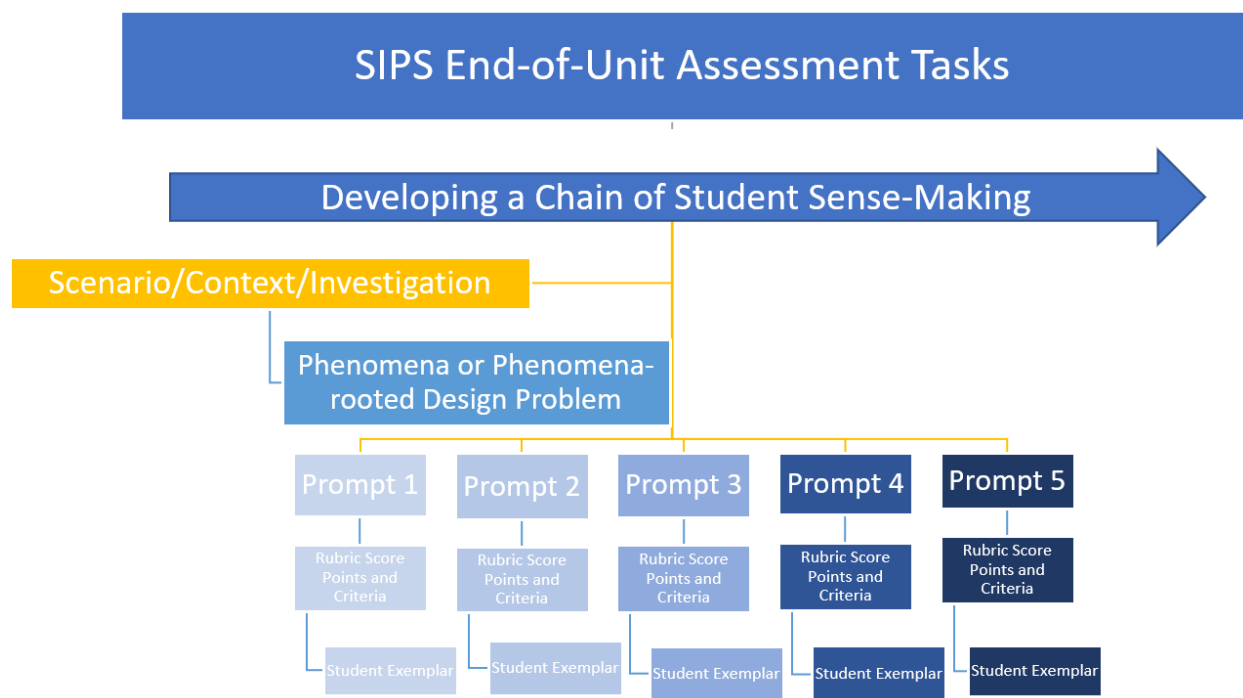 SIPS End-of-Unit Assessment Tasks
Developing a Chain of Student Sense-Making
Scenario/Context/Investigation
Phenomena or Phenomena-
rooted Design Problem
Prompt 1
Rubric Score
Points and
Criteria
Student Exemplar
Prompt 2
Rubric Score
Points and
Criteria
Student Exemplar
Prompt 3
Rubric Score
Points and
Criteria
Student Exemplar
Prompt 4
Rubric Score
Points and
Criteria
Student Exemplar
Prompt 5
Rubric Score
Points and
Criteria
Student Exemplar